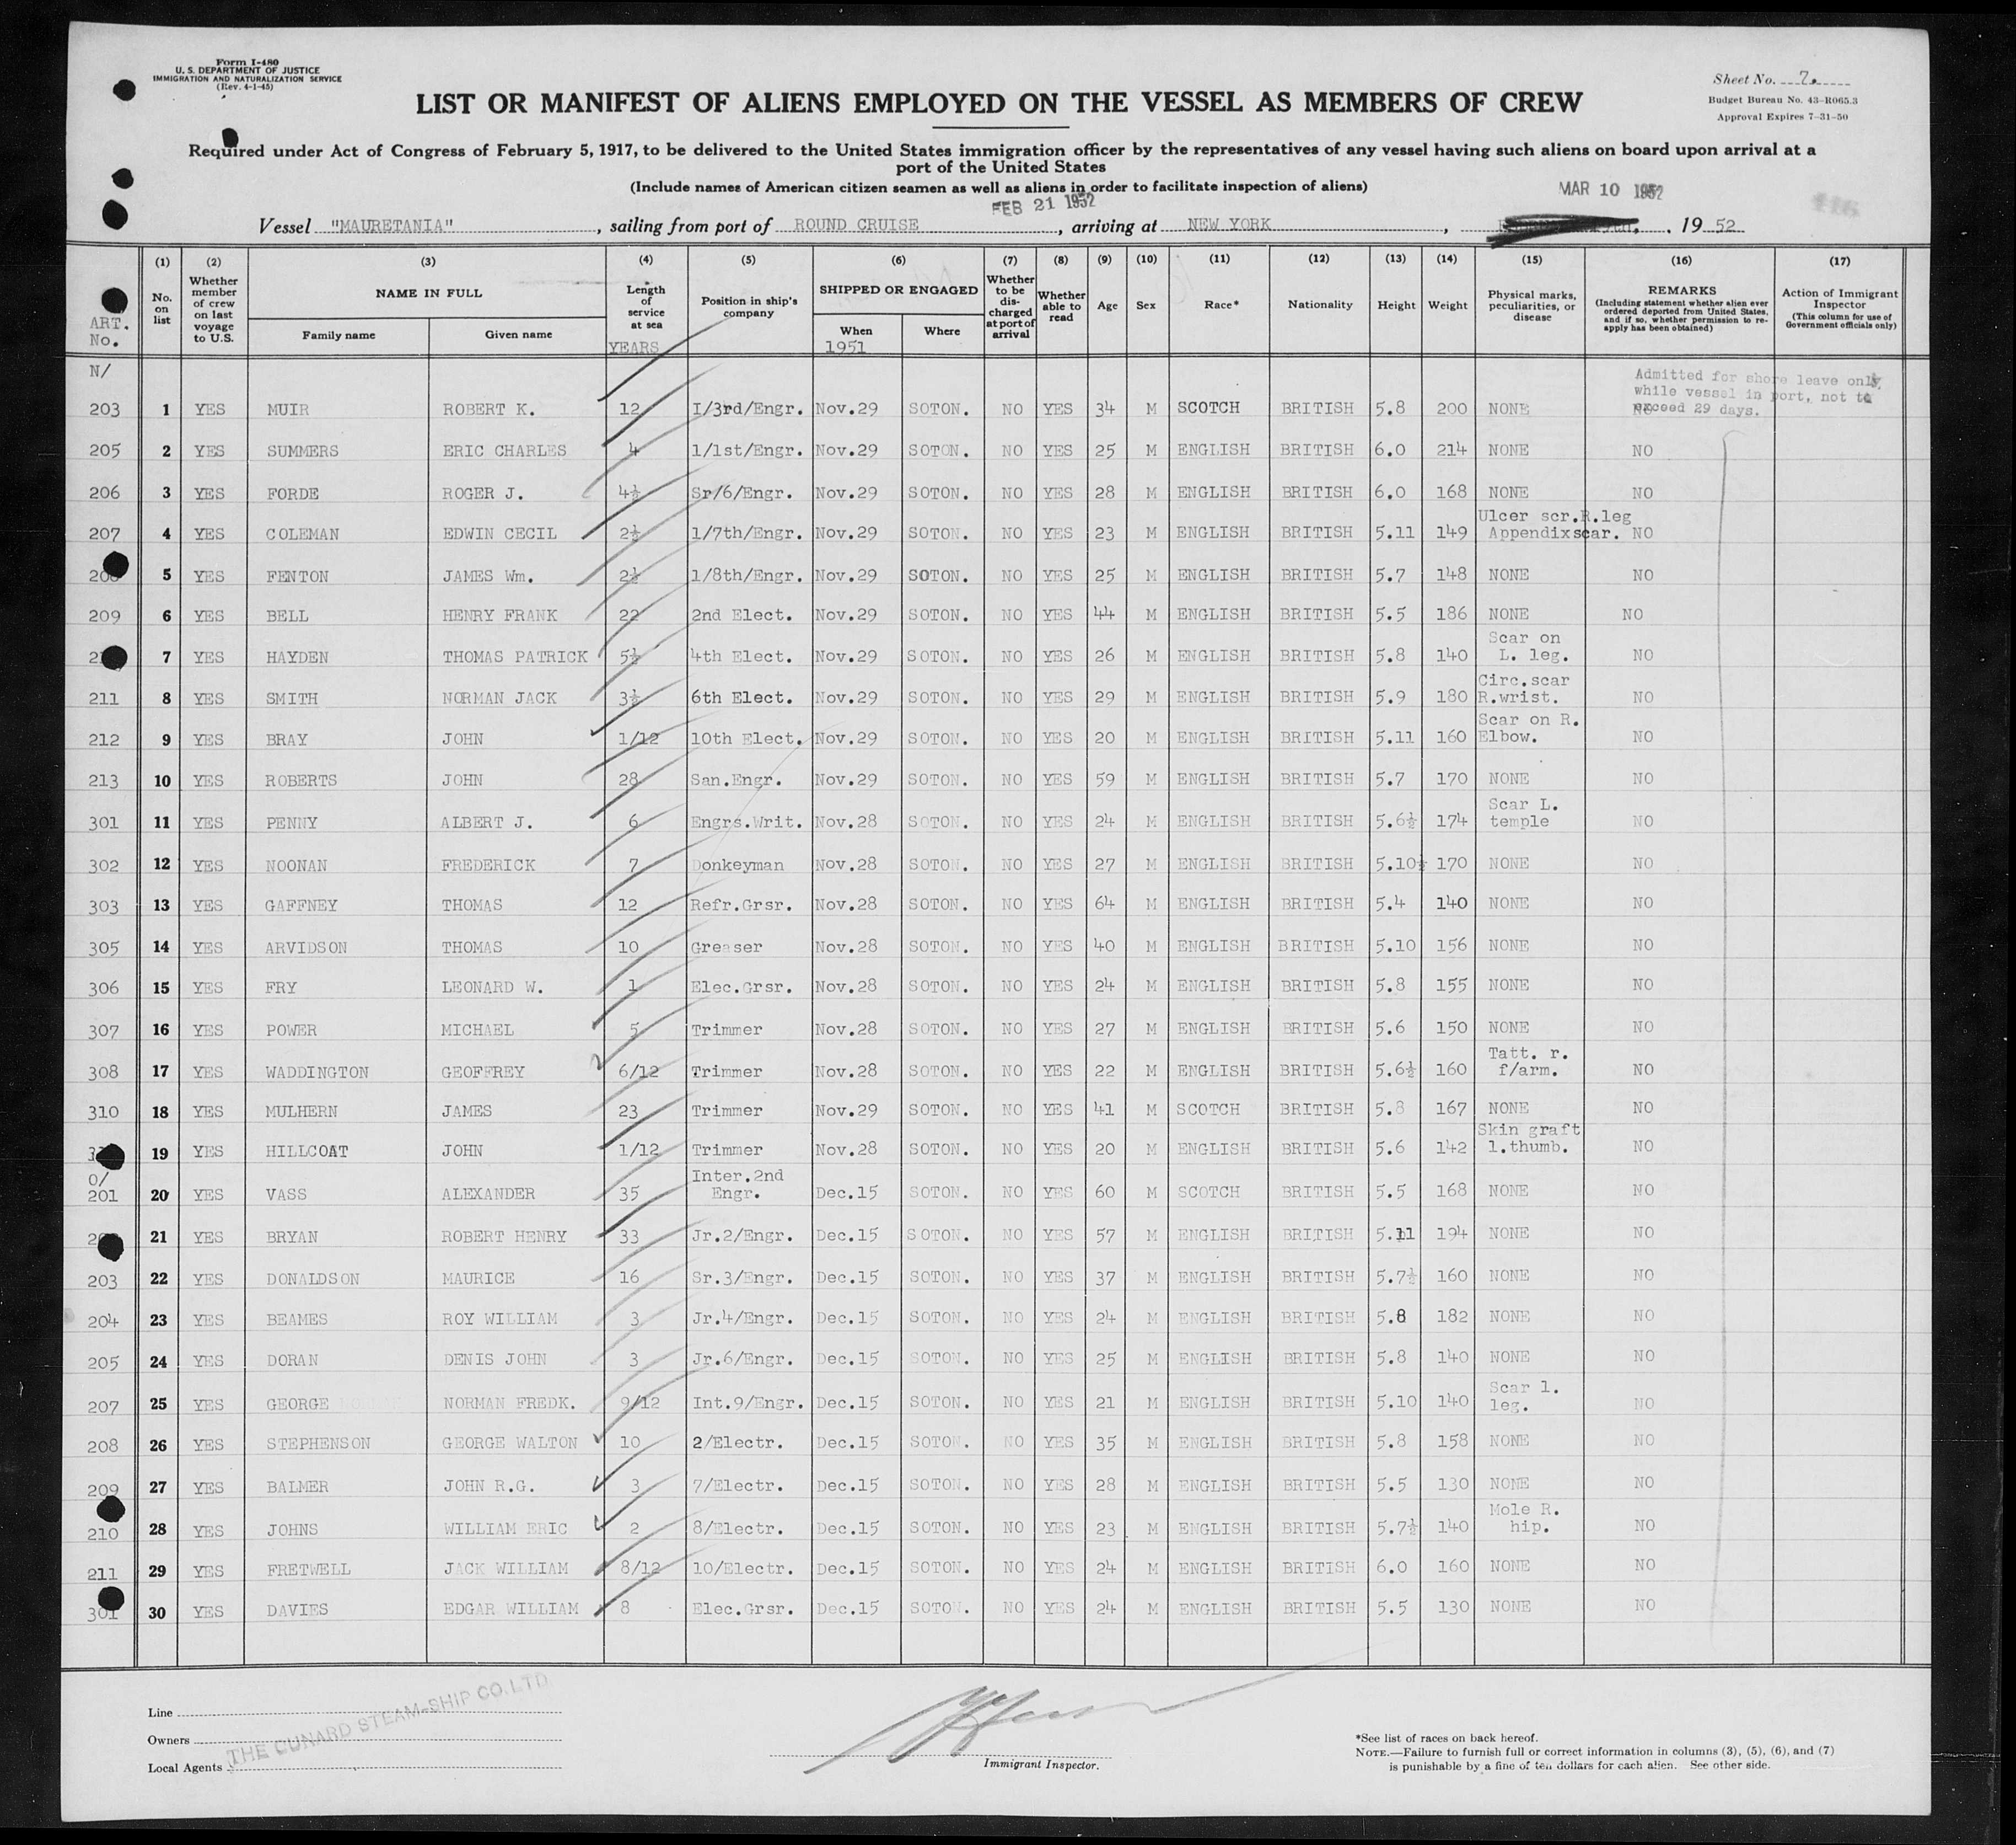 Form I-480
U. S. DEPARTMENT OF JUSTICE
IMMIGRATION AND NATURALIZATION SERVICE
(Rev. 4-1-45)
Sheet No. 7.
Budget Bureau No. 43-R065.3
Approval Expires 7-31-50
LIST OR MANIFEST OF ALIENS EMPLOYED ON THE VESSEL AS MEMBERS OF CREW
Required under Act of Congress of February 5, 1917, to be delivered to the United States immigration officer by the representatives of any vessel having such aliens on board upon arrival at a
port of the United States
(Include names of American citizen seamen as well as aliens in order to facilitate inspection of aliens)
FEB 21 1952
MAR 10 1952
Vessel "MAURETANIA", sailing from port of ROUND CRUISE, arriving at NEW YORK, 19 52
(1) (2) (3) (4) (5) (6) (7) (8) (9) (10) (11) (12) (13) (14) (15) (16) (17)
ART. No.
No. on list
Whether member of crew on last voyage to U.S.
NAME IN FULL
Family name Given name
Length of service at sea
YEARS
Position in ship's company
SHIPPED OR ENGAGED
When Where
1951
Whether to be discharged at port of arrival
Whether able to read
Age
Sex
Race*
Nationality
Height
Weight
Physical marks, peculiarities, or disease
REMARKS
(Including statement whether alien ever ordered deported from United States, and if so, whether permission to re-apply has been obtained)
Action of Immigrant Inspector
(This column for use of Government officials only)
N/
Admitted for shore leave only
while vessel in port, not to
exceed 29 days.
203 1 YES MUIR ROBERT K. 12 I/3rd/Engr. Nov.29 SOTON. NO YES 34 M SCOTCH BRITISH 5.8 200 NONE NO
205 2 YES SUMMERS ERIC CHARLES 4 1/1st/Engr. Nov.29 SOTON. NO YES 25 M ENGLISH BRITISH 6.0 214 NONE NO
206 3 YES FORDE ROGER J. 4½ Sr/6/Engr. Nov.29 SOTON. NO YES 28 M ENGLISH BRITISH 6.0 168 NONE NO
207 4 YES COLEMAN EDWIN CECIL 2½ 1/7th/Engr. Nov.29 SOTON. NO YES 23 M ENGLISH BRITISH 5.11 149 Ulcer scr.R.leg Appendixscar. NO
5 YES FENTON JAMES Wm. 2½ 1/8th/Engr. Nov.29 SOTON. NO YES 25 M ENGLISH BRITISH 5.7 148 NONE NO
209 6 YES BELL HENRY FRANK 22 2nd Elect. Nov.29 SOTON. NO YES 44 M ENGLISH BRITISH 5.5 186 NONE NO
7 YES HAYDEN THOMAS PATRICK 5½ 4th Elect. Nov.29 SOTON. NO YES 26 M ENGLISH BRITISH 5.8 140 Scar on L. leg. NO
211 8 YES SMITH NORMAN JACK 3½ 6th Elect. Nov.29 SOTON. NO YES 29 M ENGLISH BRITISH 5.9 180 Circ.scar R.wrist. NO
212 9 YES BRAY JOHN 1/12 10th Elect. Nov.29 SOTON. NO YES 20 M ENGLISH BRITISH 5.11 160 Scar on R. Elbow. NO
213 10 YES ROBERTS JOHN 28 San.Engr. Nov.29 SOTON. NO YES 59 M ENGLISH BRITISH 5.7 170 NONE NO
301 11 YES PENNY ALBERT J. 6 Engrs.Writ. Nov.28 SOTON. NO YES 24 M ENGLISH BRITISH 5.6½ 174 Scar L. temple NO
302 12 YES NOONAN FREDERICK 7 Donkeyman Nov.28 SOTON. NO YES 27 M ENGLISH BRITISH 5.10½ 170 NONE NO
303 13 YES GAFFNEY THOMAS 12 Refr.Grsr. Nov.28 SOTON. NO YES 64 M ENGLISH BRITISH 5.4 140 NONE NO
305 14 YES ARVIDSON THOMAS 10 Greaser Nov.28 SOTON. NO YES 40 M ENGLISH BRITISH 5.10 156 NONE NO
306 15 YES FRY LEONARD W. 1 Elec.Grsr. Nov.28 SOTON. NO YES 24 M ENGLISH BRITISH 5.8 155 NONE NO
307 16 YES POWER MICHAEL 5 Trimmer Nov.28 SOTON. NO YES 27 M ENGLISH BRITISH 5.6 150 NONE NO
308 17 YES WADDINGTON GEOFFREY 6/12 Trimmer Nov.28 SOTON. NO YES 22 M ENGLISH BRITISH 5.6½ 160 Tatt. r. f/arm. NO
310 18 YES MULHERN JAMES 23 Trimmer Nov.29 SOTON. NO YES 41 M SCOTCH BRITISH 5.8 167 NONE NO
19 YES HILLCOAT JOHN 1/12 Trimmer Nov.28 SOTON. NO YES 20 M ENGLISH BRITISH 5.6 142 Skin graft l.thumb. NO
O/
201 20 YES VASS ALEXANDER 35 Inter.2nd Engr. Dec.15 SOTON. NO YES 60 M SCOTCH BRITISH 5.5 168 NONE NO
21 YES BRYAN ROBERT HENRY 33 Jr.2/Engr. Dec.15 SOTON. NO YES 57 M ENGLISH BRITISH 5.11 194 NONE NO
203 22 YES DONALDSON MAURICE 16 Sr.3/Engr. Dec.15 SOTON. NO YES 37 M ENGLISH BRITISH 5.7½ 160 NONE NO
204 23 YES BEAMES ROY WILLIAM 3 Jr.4/Engr. Dec.15 SOTON. NO YES 24 M ENGLISH BRITISH 5.8 182 NONE NO
205 24 YES DORAN DENIS JOHN 3 Jr.6/Engr. Dec.15 SOTON. NO YES 25 M ENGLISH BRITISH 5.8 140 NONE NO
207 25 YES GEORGE NORMAN FREDK. 9/12 Int.9/Engr. Dec.15 SOTON. NO YES 21 M ENGLISH BRITISH 5.10 140 Scar l. leg. NO
208 26 YES STEPHENSON GEORGE WALTON 10 2/Electr. Dec.15 SOTON. NO YES 35 M ENGLISH BRITISH 5.8 158 NONE NO
209 27 YES BALMER JOHN R.G. 3 7/Electr. Dec.15 SOTON. NO YES 28 M ENGLISH BRITISH 5.5 130 NONE NO
210 28 YES JOHNS WILLIAM ERIC 2 8/Electr. Dec.15 SOTON. NO YES 23 M ENGLISH BRITISH 5.7½ 140 Mole R. hip. NO
211 29 YES FRETWELL JACK WILLIAM 8/12 10/Electr. Dec.15 SOTON. NO YES 24 M ENGLISH BRITISH 6.0 160 NONE NO
301 30 YES DAVIES EDGAR WILLIAM 8 Elec.Grsr. Dec.15 SOTON. NO YES 24 M ENGLISH BRITISH 5.5 130 NONE NO
Line
Owners
Local Agents
THE CUNARD STEAM-SHIP CO. LTD
Immigrant Inspector.
*See list of races on back hereof.
NOTE.—Failure to furnish full or correct information in columns (3), (5), (6), and (7)
is punishable by a fine of ten dollars for each alien. See other side.